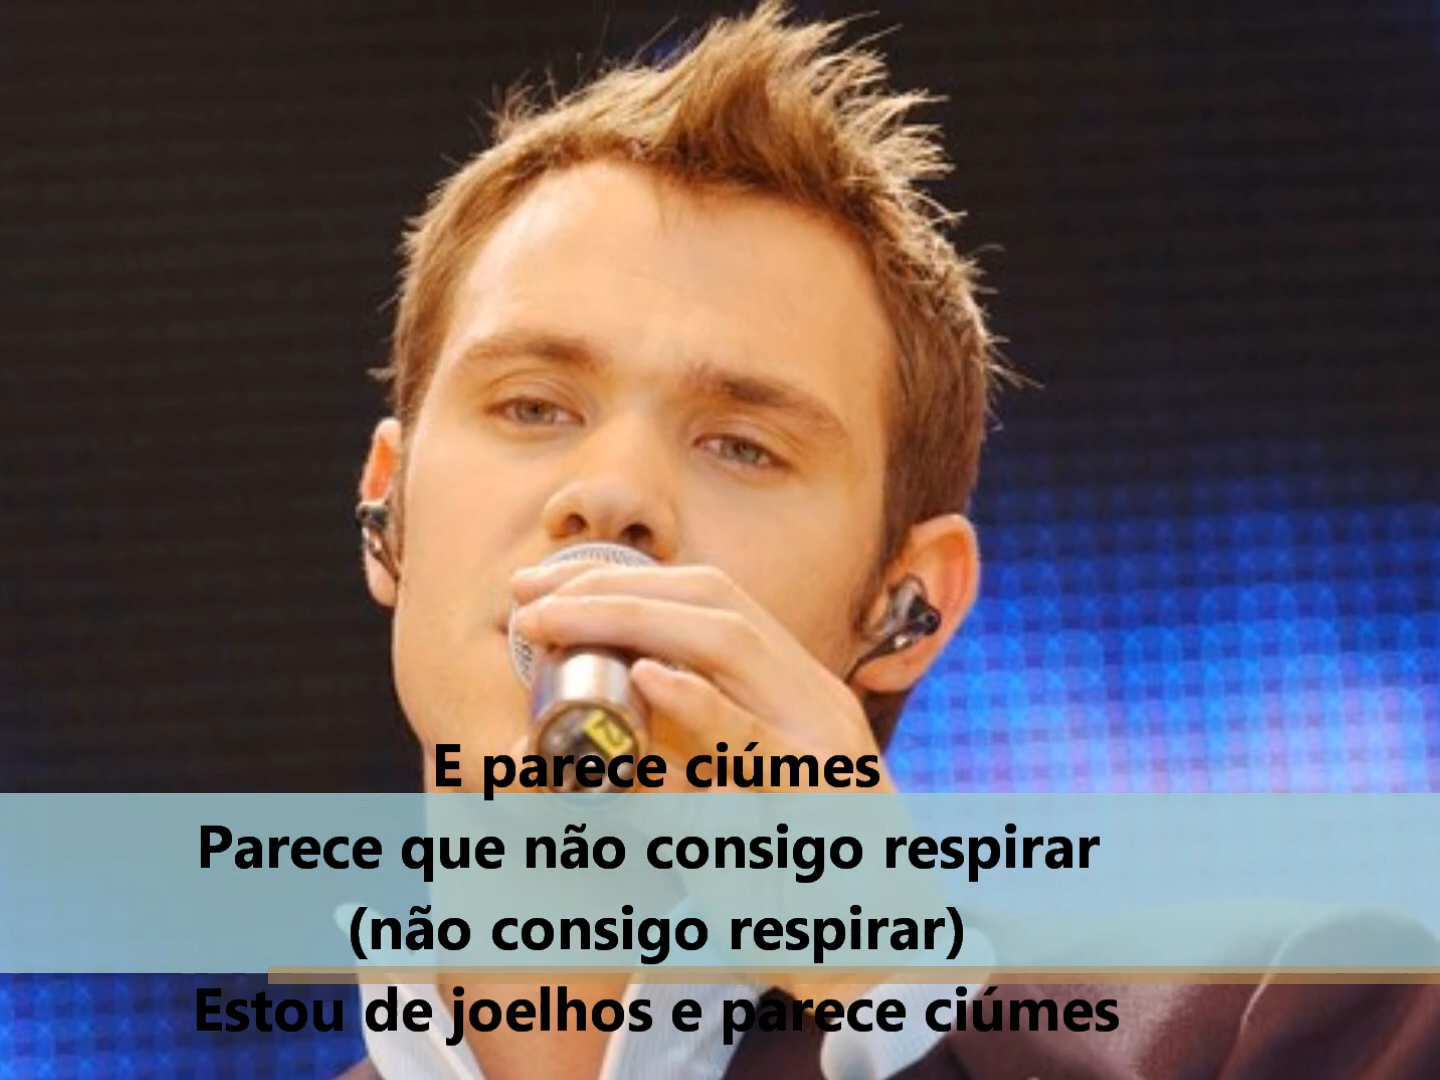 E parece ciúmes
Parece que não consigo respirar
(não consigo respirar)
Estou de joelhos e parece ciúmes